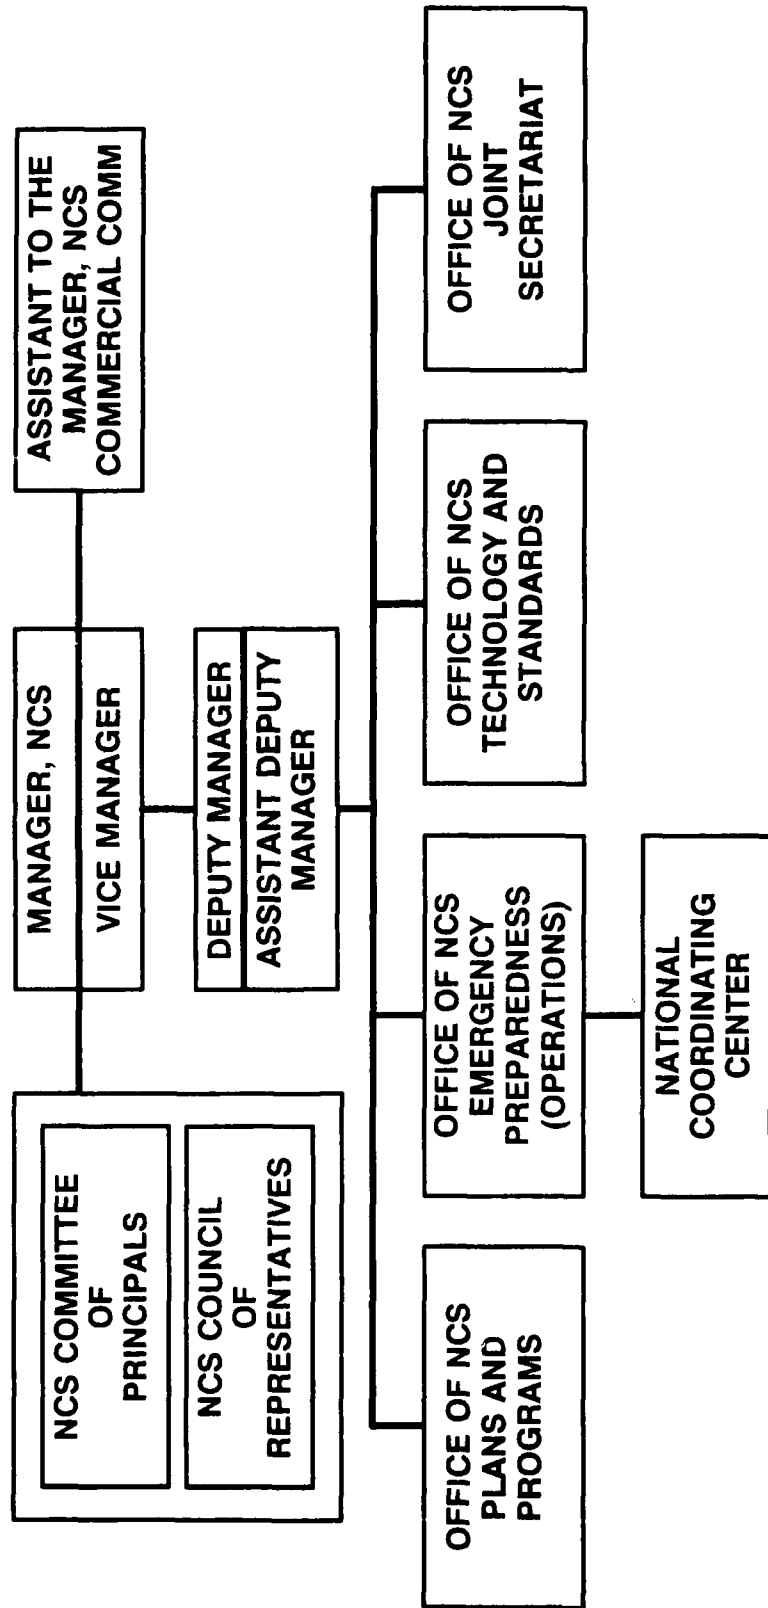 NCS COMMITTEE
OF
PRINCIPALS
NCS COUNCIL
OF
REPRESENTATIVES
MANAGER, NCS
VICE MANAGER
ASSISTANT TO THE
MANAGER, NCS
COMMERCIAL COMM
DEPUTY MANAGER
ASSISTANT DEPUTY
MANAGER
OFFICE OF NCS
PLANS AND
PROGRAMS
OFFICE OF NCS
EMERGENCY
PREPAREDNESS
(OPERATIONS)
OFFICE OF NCS
TECHNOLOGY AND
STANDARDS
OFFICE OF NCS
JOINT
SECRETARIAT
NATIONAL
COORDINATING
CENTER